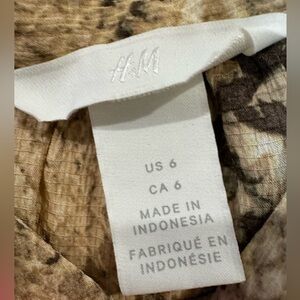 H&M
US 6
CA 6
MADE IN
INDONESIA
FABRIQUÉ EN
INDONÉSIE